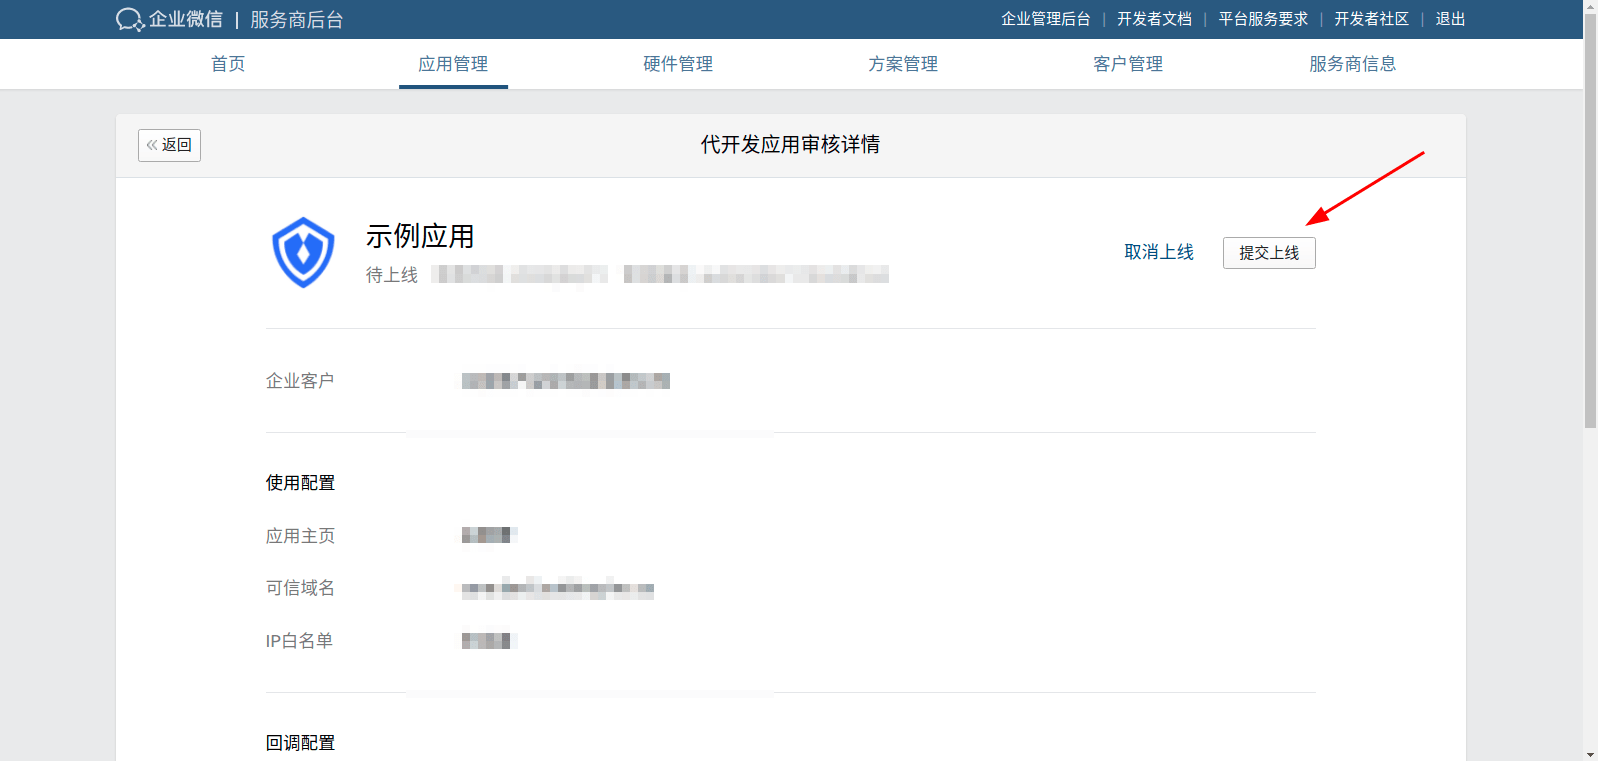 企业微信 | 服务商后台
企业管理后台 | 开发者文档 | 平台服务要求 | 开发者社区 | 退出
首页 应用管理 硬件管理 方案管理 客户管理 服务商信息
« 返回
代开发应用审核详情
示例应用
待上线
取消上线 提交上线
企业客户
使用配置
应用主页
可信域名
IP白名单
回调配置